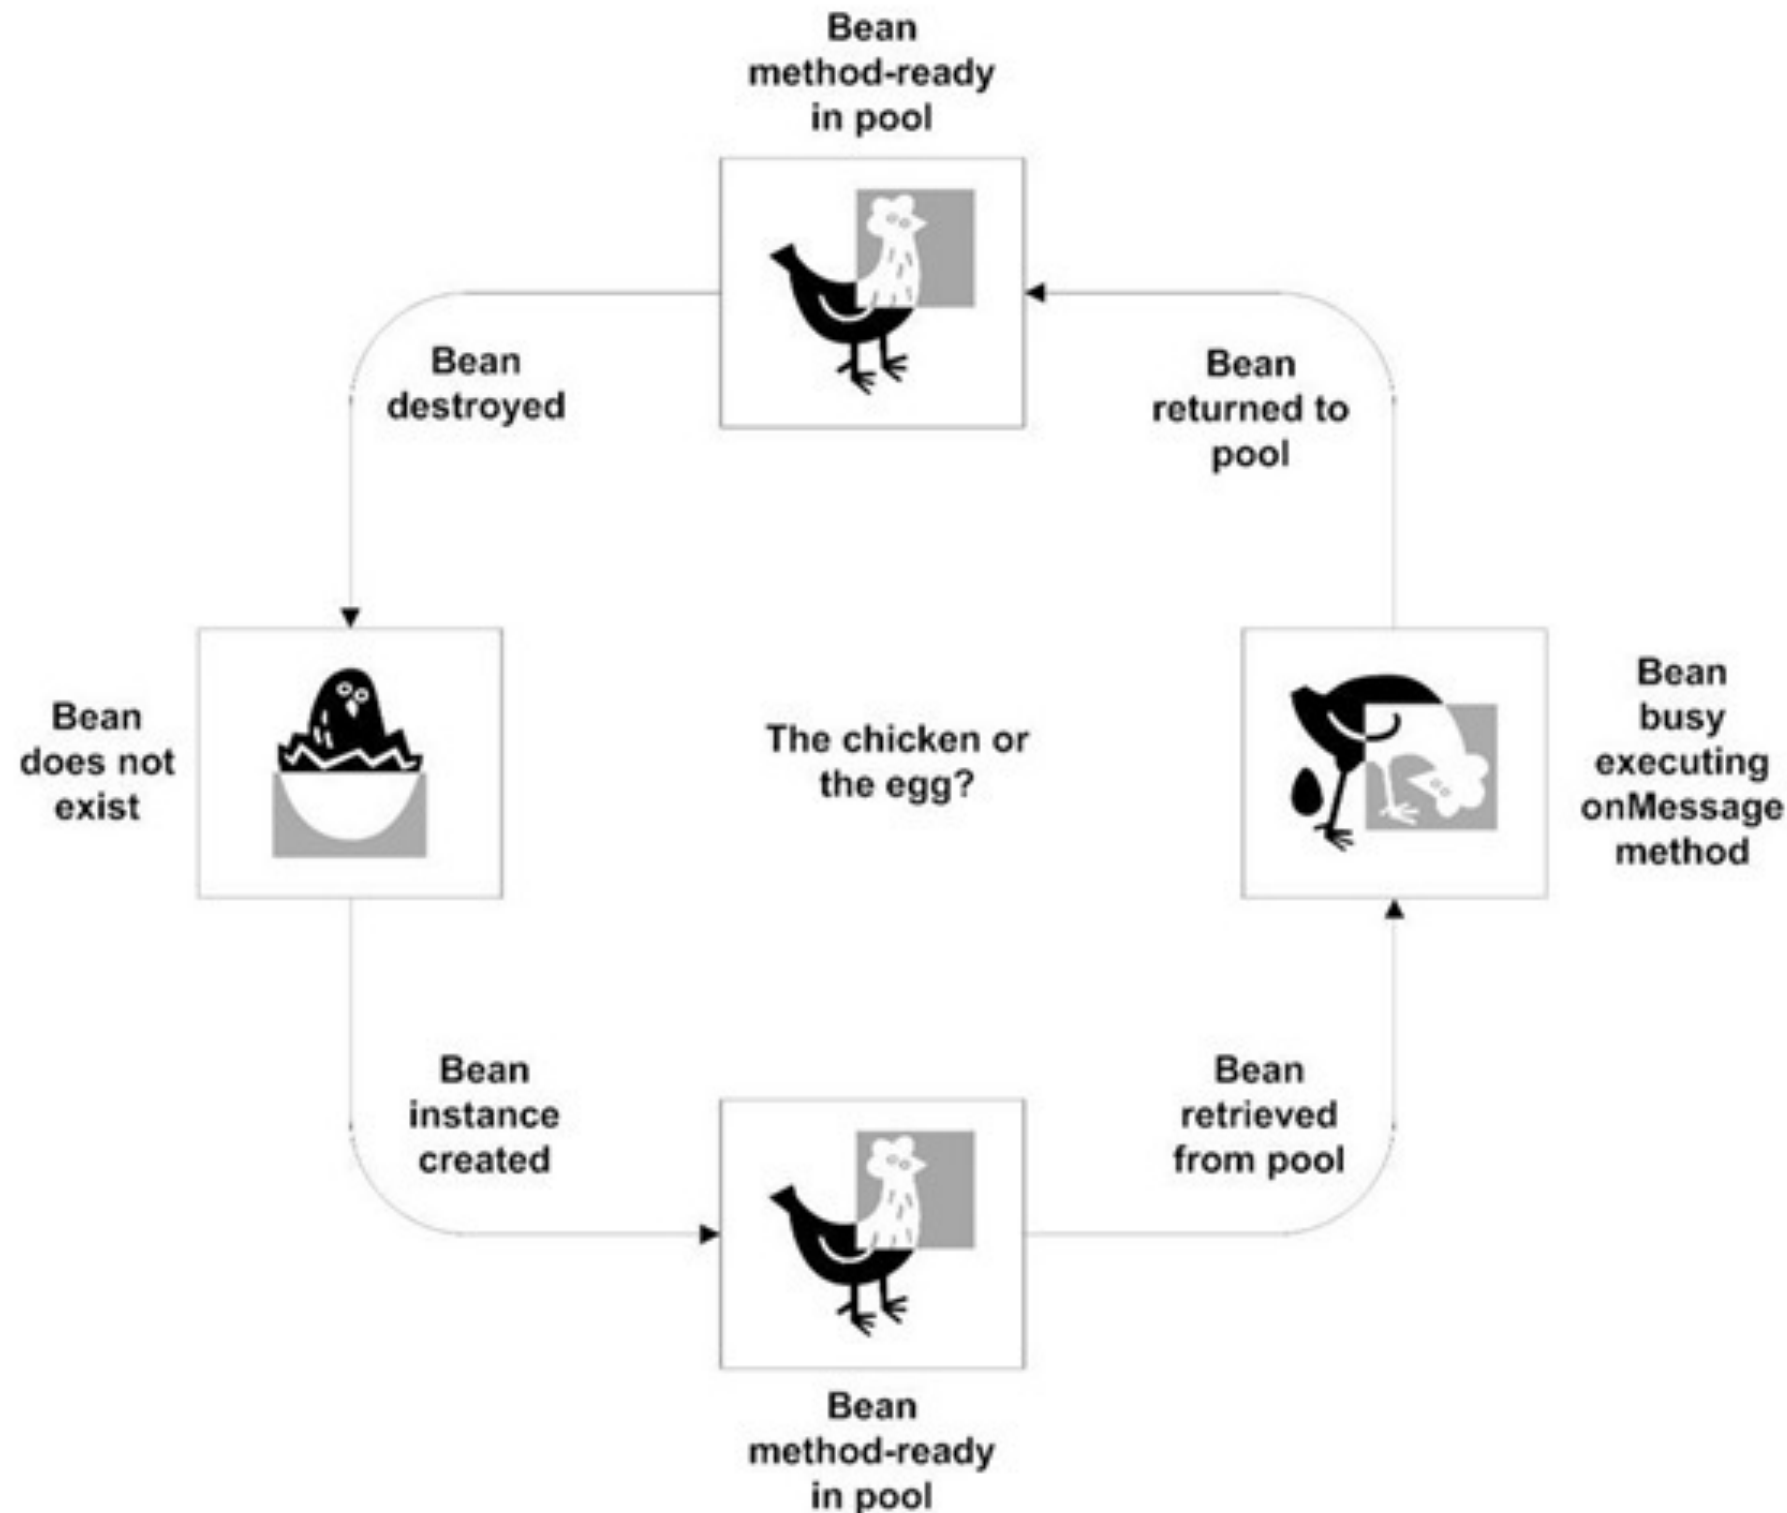 Bean
method-ready
in pool
Bean
destroyed
Bean
returned to
pool
Bean
does not
exist
The chicken or
the egg?
Bean
busy
executing
onMessage
method
Bean
instance
created
Bean
retrieved
from pool
Bean
method-ready
in pool